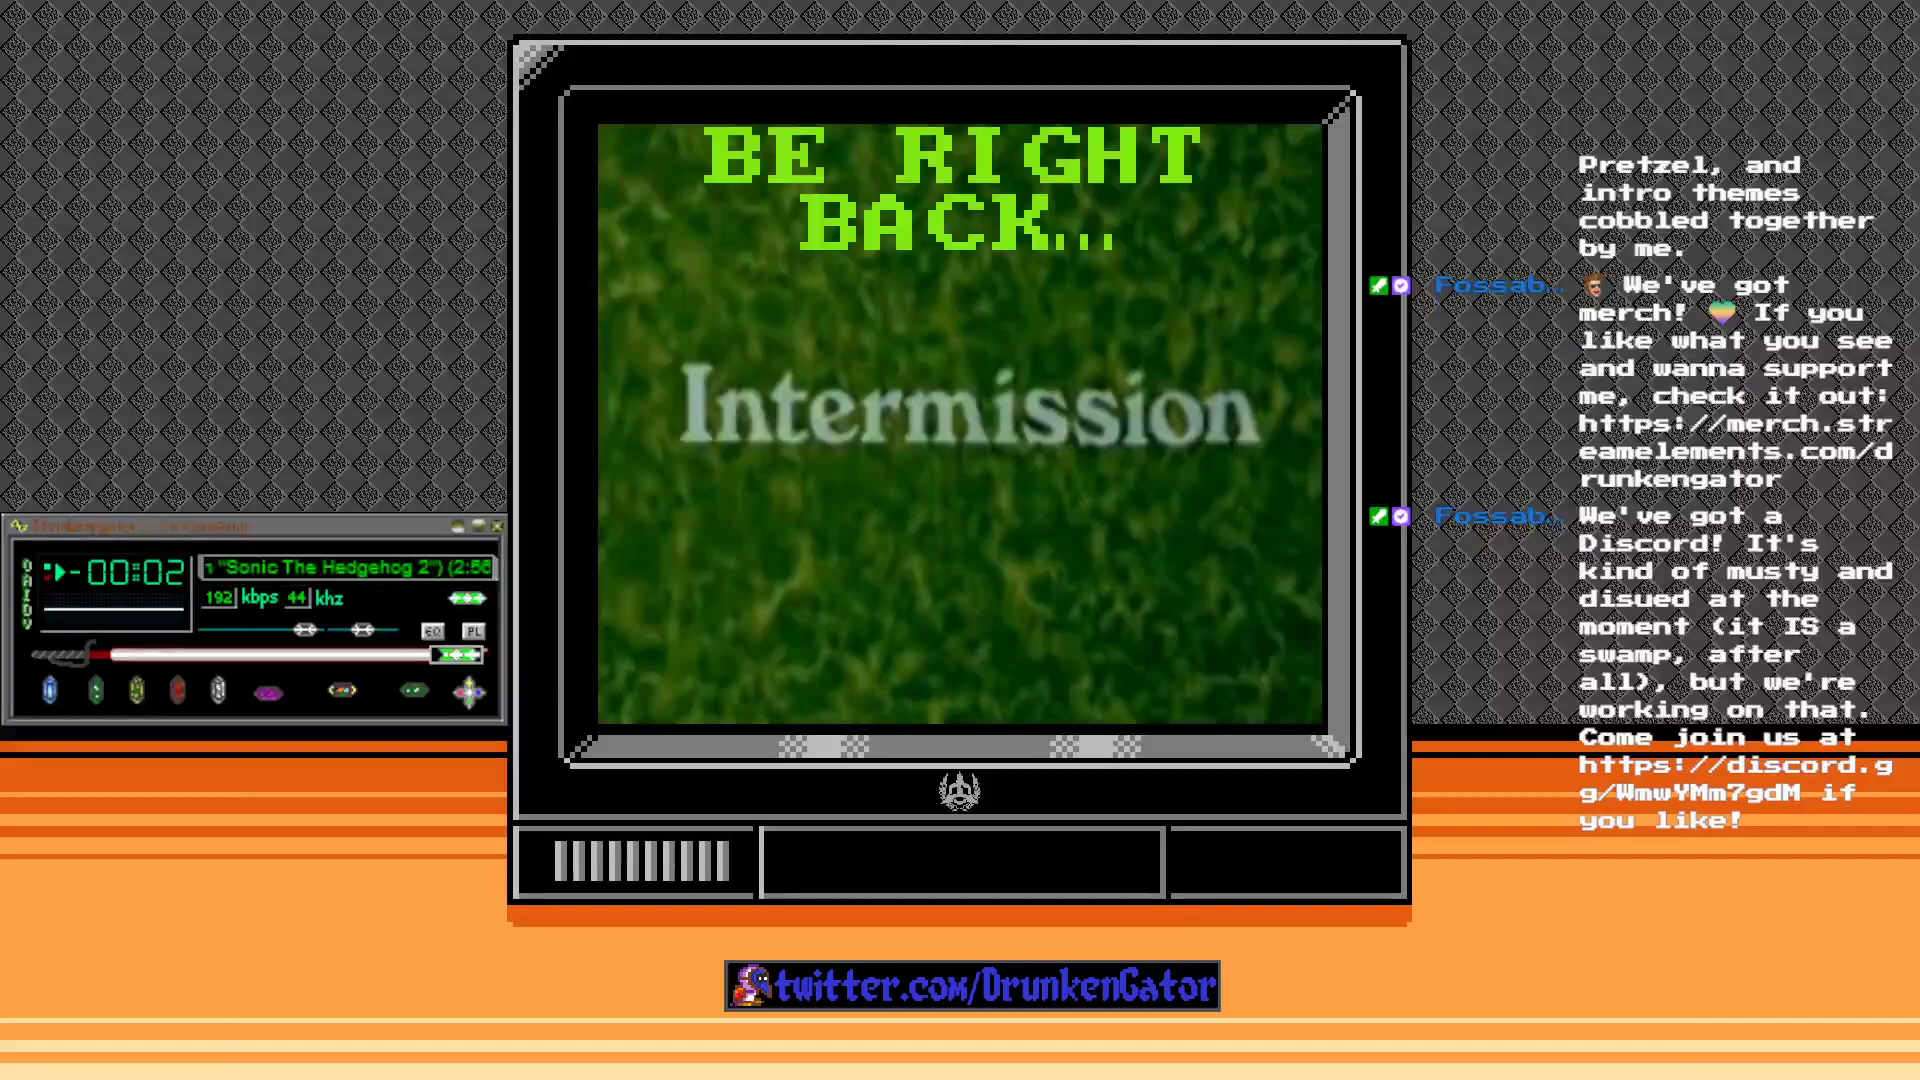 BE RIGHT
BACK...
Intermission
00:02
"Sonic The Hedgehog 2") (2:56
192 kbps 44 khz
EQ PL
Pretzel, and
intro themes
cobbled together
by me.
Fossab... We've got
merch! If you
like what you see
and wanna support
me, check it out:
https://merch.str
eamelements.com/d
runkengator
Fossab... We've got a
Discord! It's
kind of musty and
disued at the
moment (it IS a
swamp, after
all), but we're
working on that.
Come join us at
https://discord.g
g/WmwYMm7gdM if
you like!
twitter.com/DrunkenGator